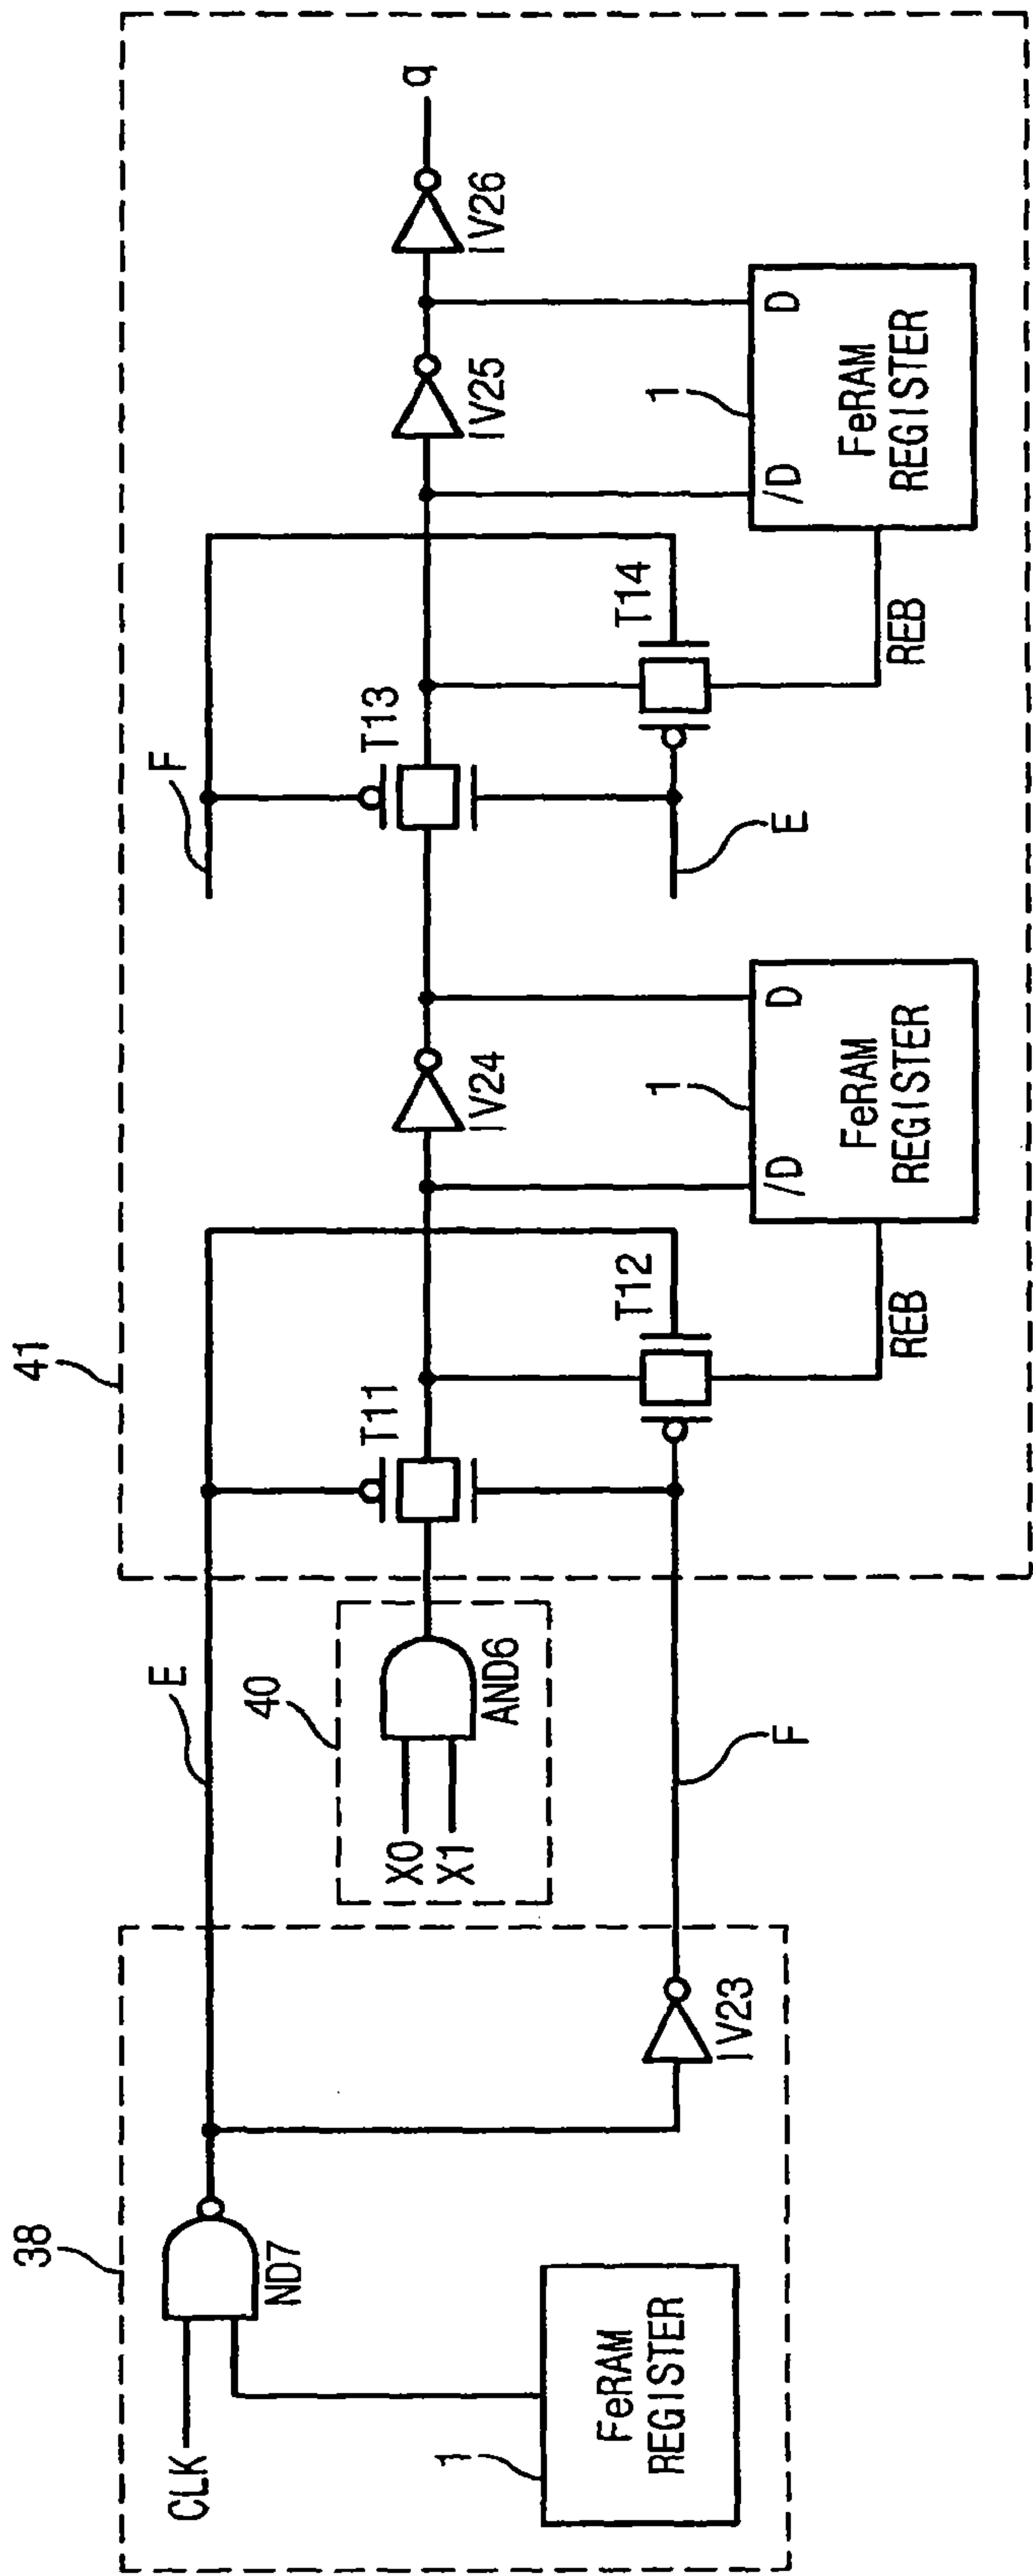 38
CLK
ND7
1
FeRAM
REGISTER
IV23
E
40
X0
X1
AND6
F
41
T11
T12
REB
IV24
1
/D
D
FeRAM
REGISTER
F
T13
T14
E
REB
IV25
1
/D
D
FeRAM
REGISTER
IV26
q